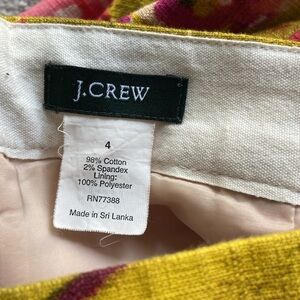 J.CREW
4
98% Cotton
2% Spandex
Lining:
100% Polyester
RN77388
Made in Sri Lanka